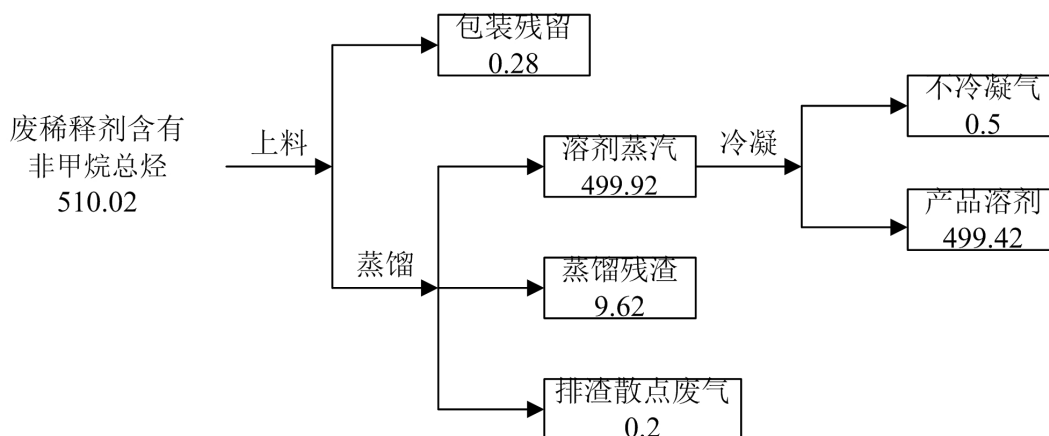 包装残留
0.28
废稀释剂含有
非甲烷总烃
510.02
上料
蒸馏
溶剂蒸汽
499.92
冷凝
不冷凝气
0.5
产品溶剂
499.42
蒸馏残渣
9.62
排渣散点废气
0.2